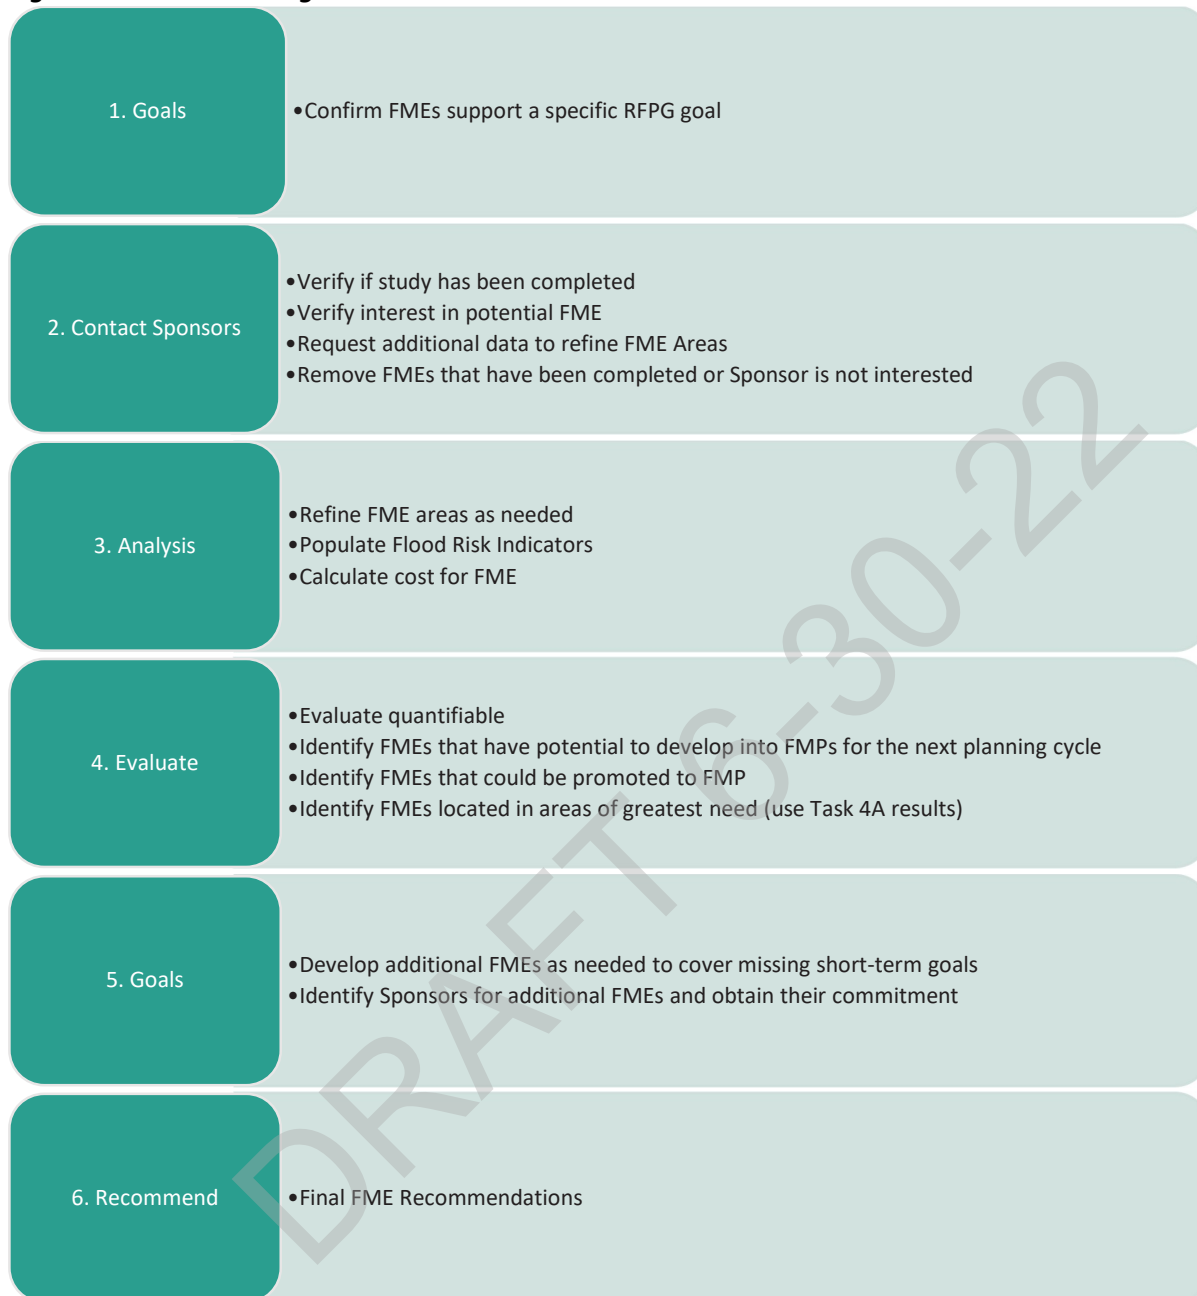 1. Goals
•Confirm FMEs support a specific RFPG goal
2. Contact Sponsors
•Verify if study has been completed
•Verify interest in potential FME
•Request additional data to refine FME Areas
•Remove FMEs that have been completed or Sponsor is not interested
3. Analysis
•Refine FME areas as needed
•Populate Flood Risk Indicators
•Calculate cost for FME
4. Evaluate
•Evaluate quantifiable
•Identify FMEs that have potential to develop into FMPs for the next planning cycle
•Identify FMEs that could be promoted to FMP
•Identify FMEs located in areas of greatest need (use Task 4A results)
5. Goals
•Develop additional FMEs as needed to cover missing short-term goals
•Identify Sponsors for additional FMEs and obtain their commitment
6. Recommend
•Final FME Recommendations
DRAFT 6-30-22